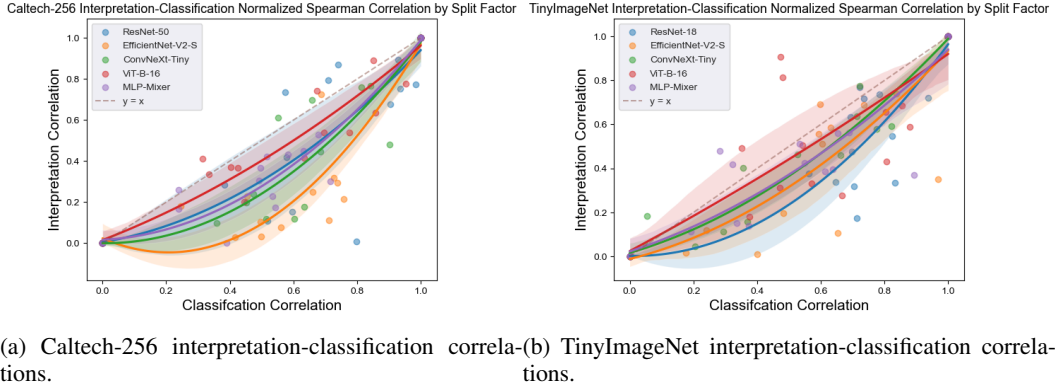 Caltech-256 Interpretation-Classification Normalized Spearman Correlation by Split Factor
ResNet-50
EfficientNet-V2-S
ConvNeXt-Tiny
ViT-B-16
MLP-Mixer
y = x
Interpretation Correlation
1.0
0.8
0.6
0.4
0.2
0.0
0.0 0.2 0.4 0.6 0.8 1.0
Classifcation Correlation
TinyImageNet Interpretation-Classification Normalized Spearman Correlation by Split Factor
ResNet-18
EfficientNet-V2-S
ConvNeXt-Tiny
ViT-B-16
MLP-Mixer
y = x
Interpretation Correlation
1.0
0.8
0.6
0.4
0.2
0.0
0.0 0.2 0.4 0.6 0.8 1.0
Classifcation Correlation
(a) Caltech-256 interpretation-classification correla-
tions.
(b) TinyImageNet interpretation-classification correla-
tions.